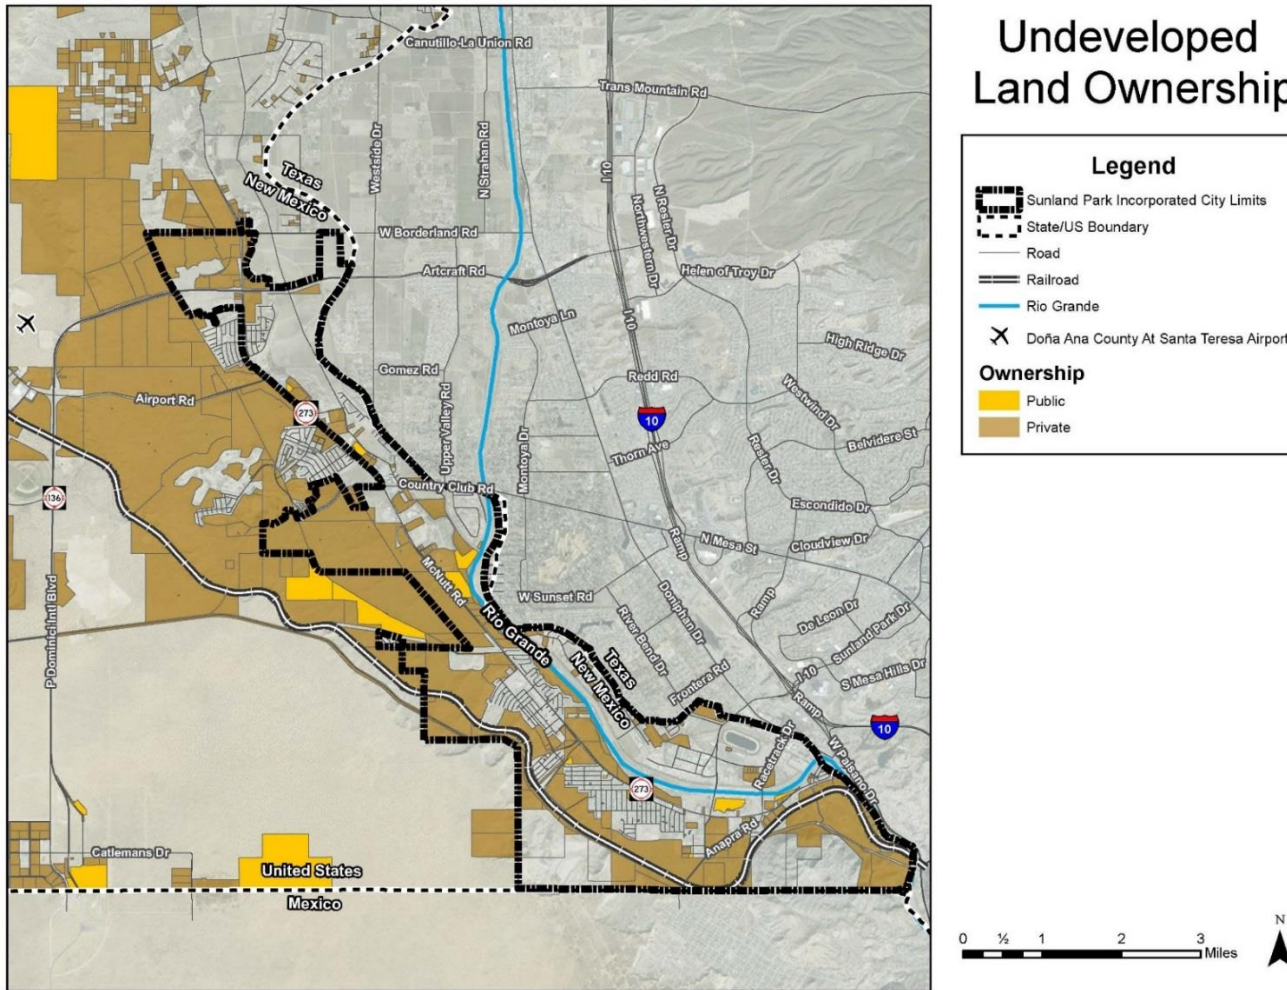 Undeveloped
Land Ownership
Legend
Sunland Park Incorporated City Limits
State/US Boundary
Road
Railroad
Rio Grande
Doña Ana County At Santa Teresa Airport
Ownership
Public
Private
Canutillo-La Union Rd
Trans Mountain Rd
Westside Dr
N Strahan Rd
I 10
N Resler Dr
Northwestern Dr
Texas
New Mexico
W Borderland Rd
Artcraft Rd
Helen of Troy Dr
I 10
Montoya Ln
High Ridge Dr
Gomez Rd
Redd Rd
Westwind Dr
Airport Rd
273
10
Upper Valley Rd
Montoya Dr
Thorn Ave
Resler Dr
Belvidere St
Country Club Rd
136
Escondido Dr
Ramp
N Mesa St
Cloudview Dr
McNutt Rd
W Sunset Rd
Doniphan Dr
Ramp
De Leon Dr
Sunland Park Dr
Rio Grande
River Bend Dr
P Dominici Intl Blvd
Texas
New Mexico
Frontera Rd
I-10
S Mesa Hills Dr
Ramp
10
Racetrack Dr
W Paisano Dr
273
Anapra Rd
Catlemans Dr
United States
Mexico
N
0 ½ 1 2 3
Miles